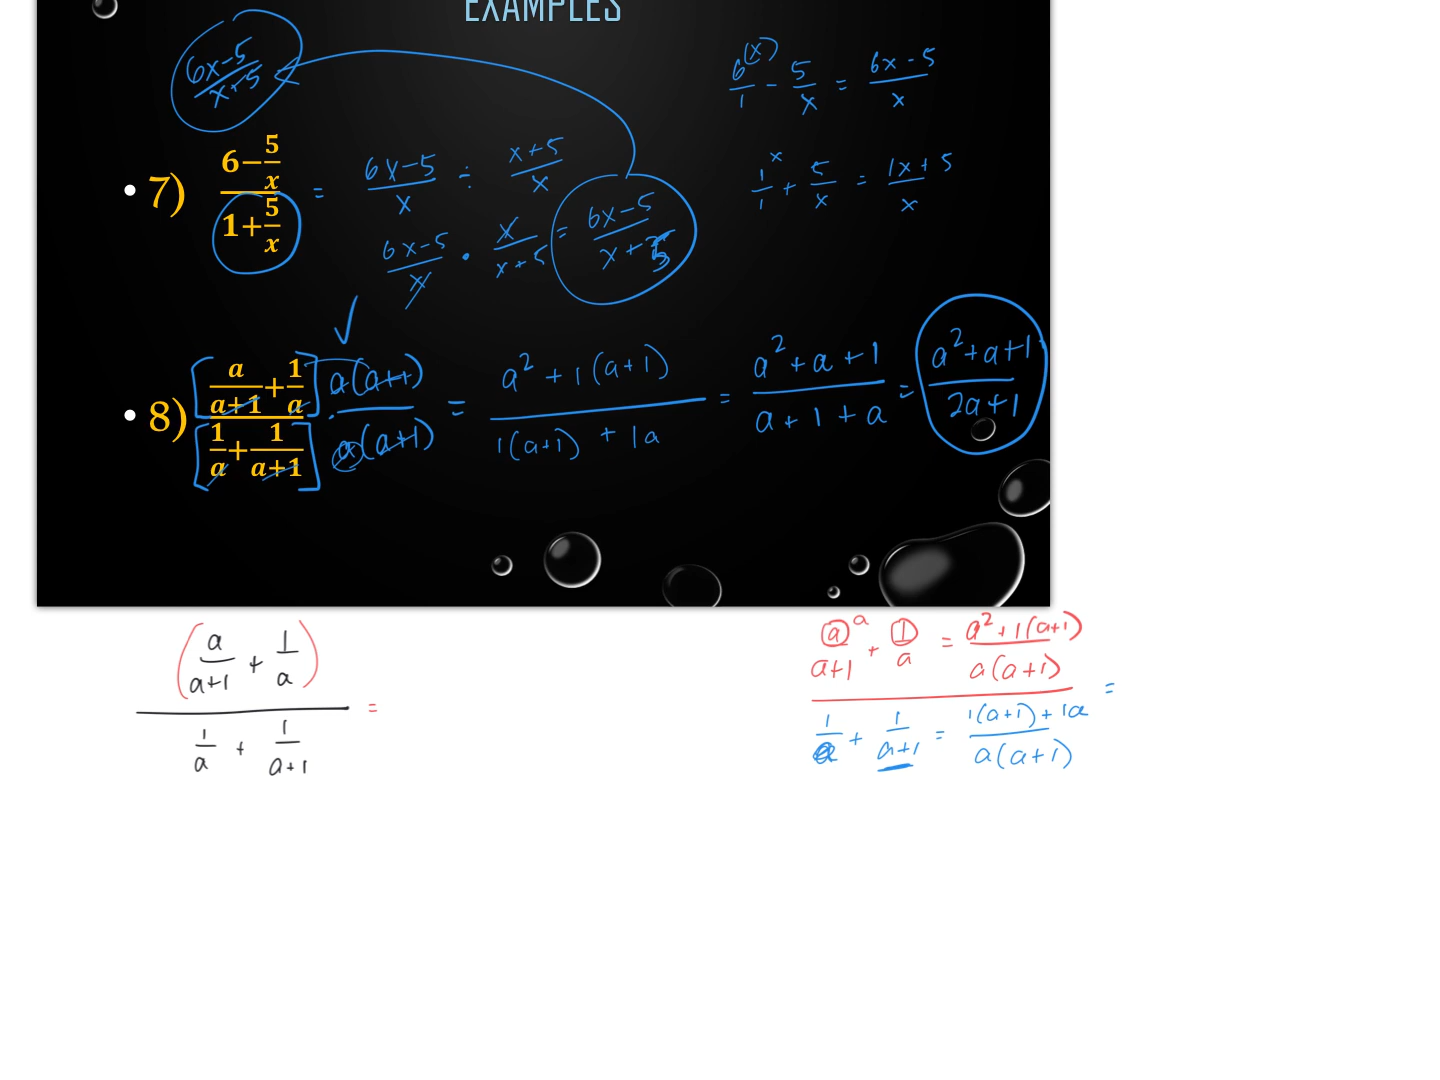 EXAMPLES
(6x-5)/(x+5)
6(x)/1 - 5/x = (6x-5)/x
1x/1 + 5/x = (1x+5)/x
• 7) (6-5/x)/(1+5/x) = (6x-5)/x ÷ (x+5)/x
(6x-5)/x · x/(x+5) = (6x-5)/(x+5)
✓
• 8) [a/(a+1)+1/a]/[1/a+1/(a+1)] · a(a+1)/a(a+1) = (a²+1(a+1))/(1(a+1)+1a) = (a²+a+1)/(a+1+a) = (a²+a+1)/(2a+1)
(a/(a+1) + 1/a)/(1/a + 1/(a+1)) =
a a/(a+1) + 1/a = (a²+1(a+1))/(a(a+1))
1/a + 1/(a+1) = (1(a+1)+1a)/(a(a+1)) =